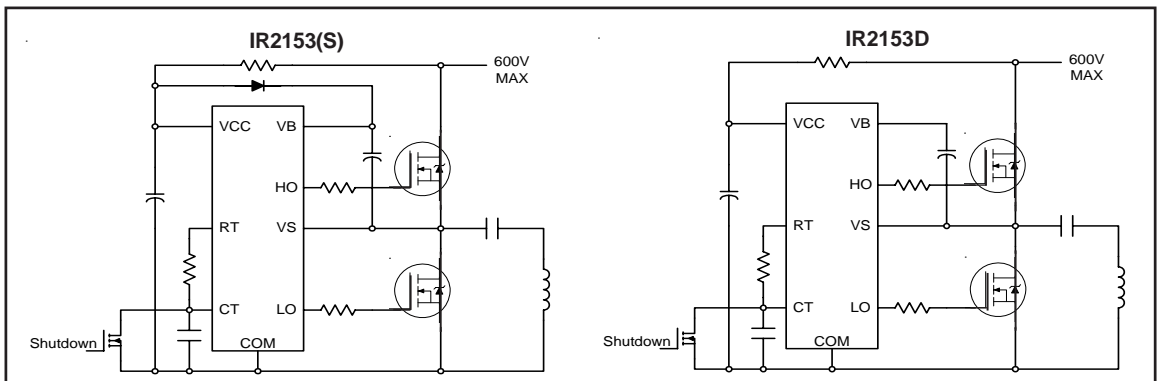 IR2153(S)
600V
MAX
VCC
VB
HO
RT
VS
CT
LO
COM
Shutdown
IR2153D
600V
MAX
VCC
VB
HO
RT
VS
CT
LO
COM
Shutdown